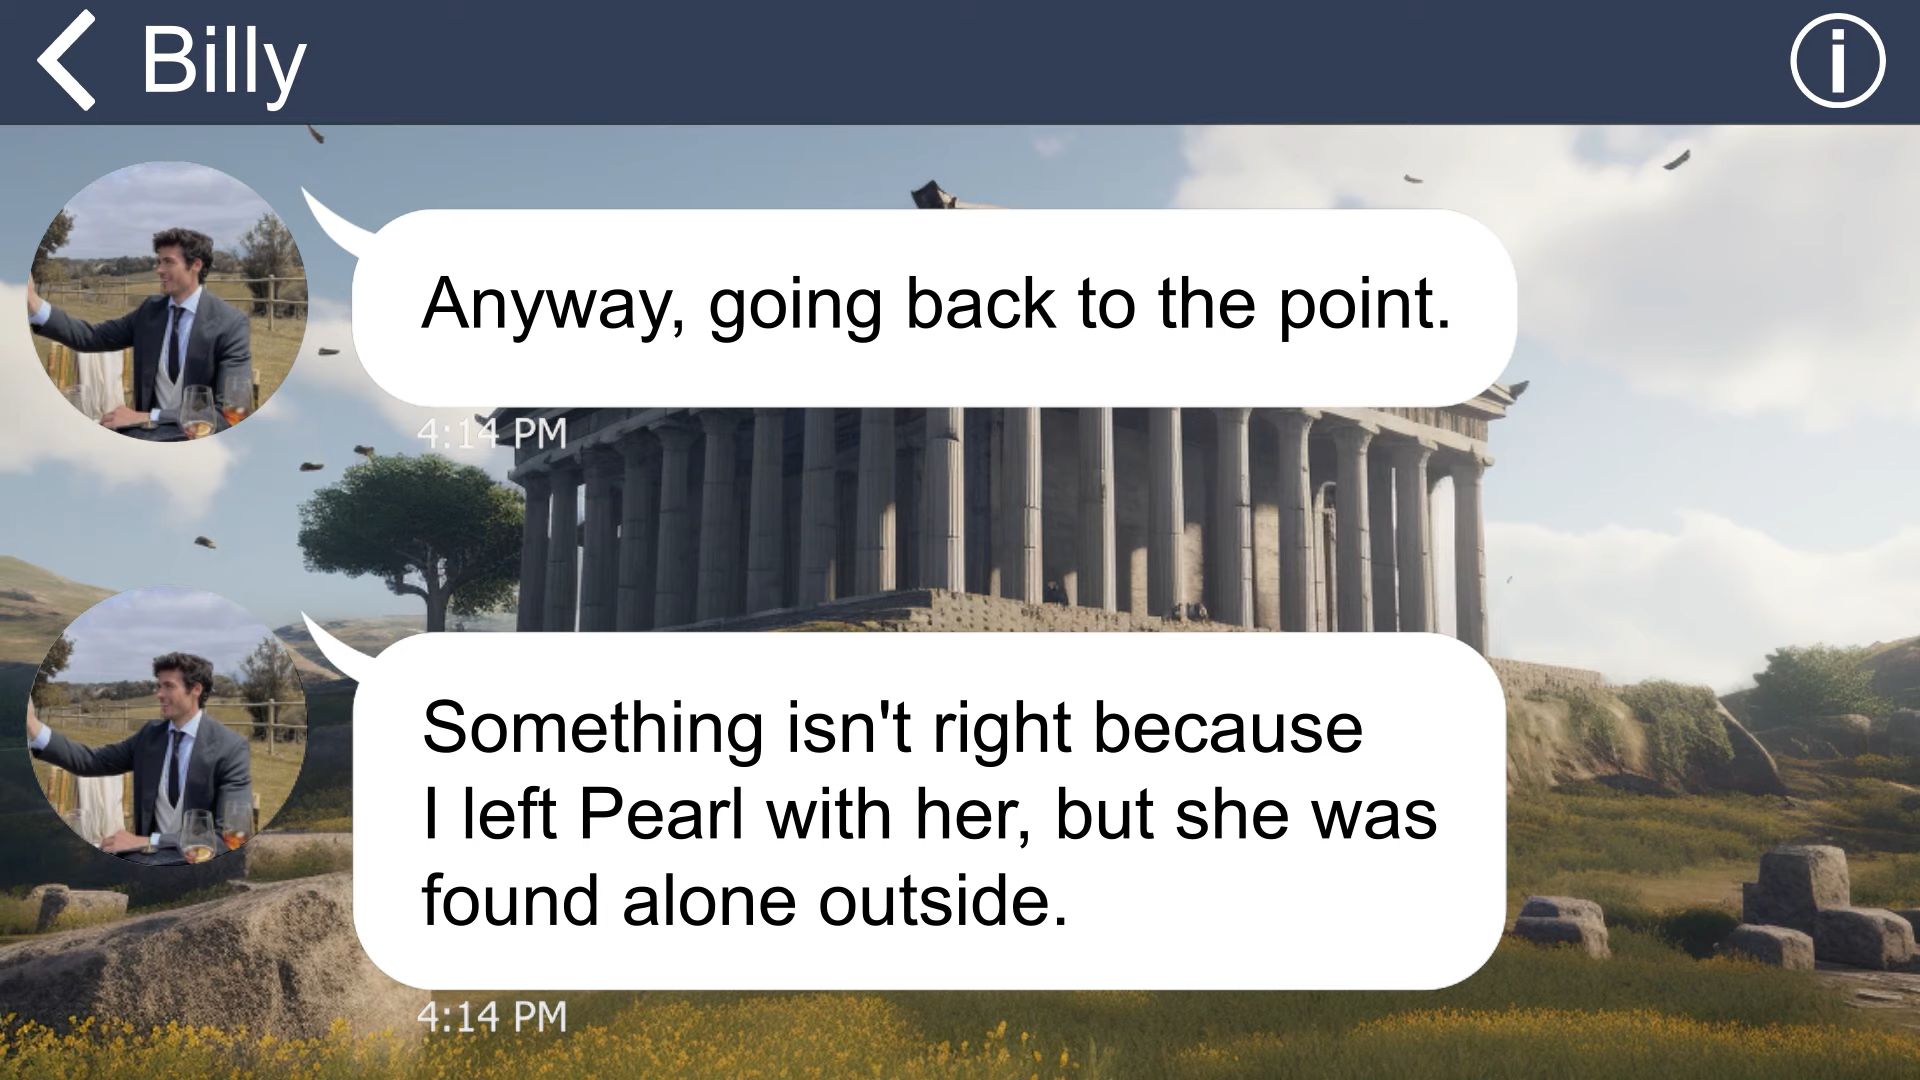 Billy
Anyway, going back to the point.
4:14 PM
Something isn't right because
I left Pearl with her, but she was
found alone outside.
4:14 PM